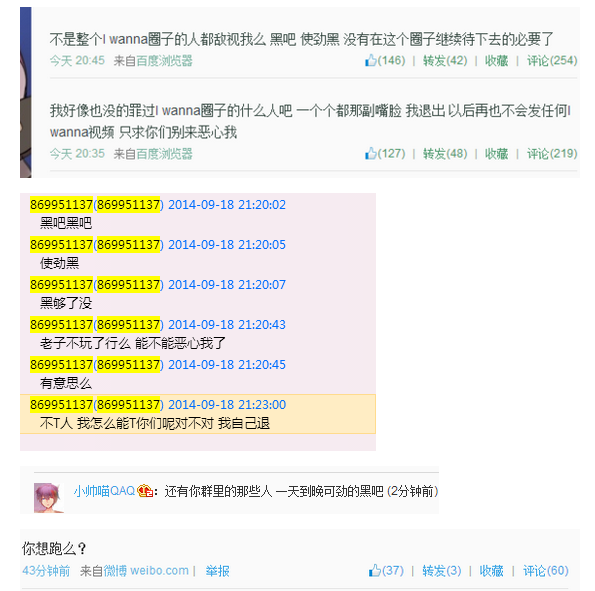 不是整个I wanna圈子的人都敌视我么 黑吧 使劲黑 没有在这个圈子继续待下去的必要了
今天 20:45 来自百度浏览器 (146) | 转发(42) | 收藏 | 评论(254)
我好像也没的罪过I wanna圈子的什么人吧 一个个都那副嘴脸 我退出 以后再也不会发任何I
wanna视频 只求你们别来恶心我
今天 20:35 来自百度浏览器 (127) | 转发(48) | 收藏 | 评论(219)
869951137(869951137) 2014-09-18 21:20:02
黑吧黑吧
869951137(869951137) 2014-09-18 21:20:05
使劲黑
869951137(869951137) 2014-09-18 21:20:07
黑够了没
869951137(869951137) 2014-09-18 21:20:43
老子不玩了行么 能不能恶心我了
869951137(869951137) 2014-09-18 21:20:45
有意思么
869951137(869951137) 2014-09-18 21:23:00
不T人 我怎么能T你们呢对不对 我自己退
小帅喵QAQ：还有你群里的那些人 一天到晚可劲的黑吧 (2分钟前)
你想跑么？
43分钟前 来自微博 weibo.com | 举报 (37) | 转发(3) | 收藏 | 评论(60)